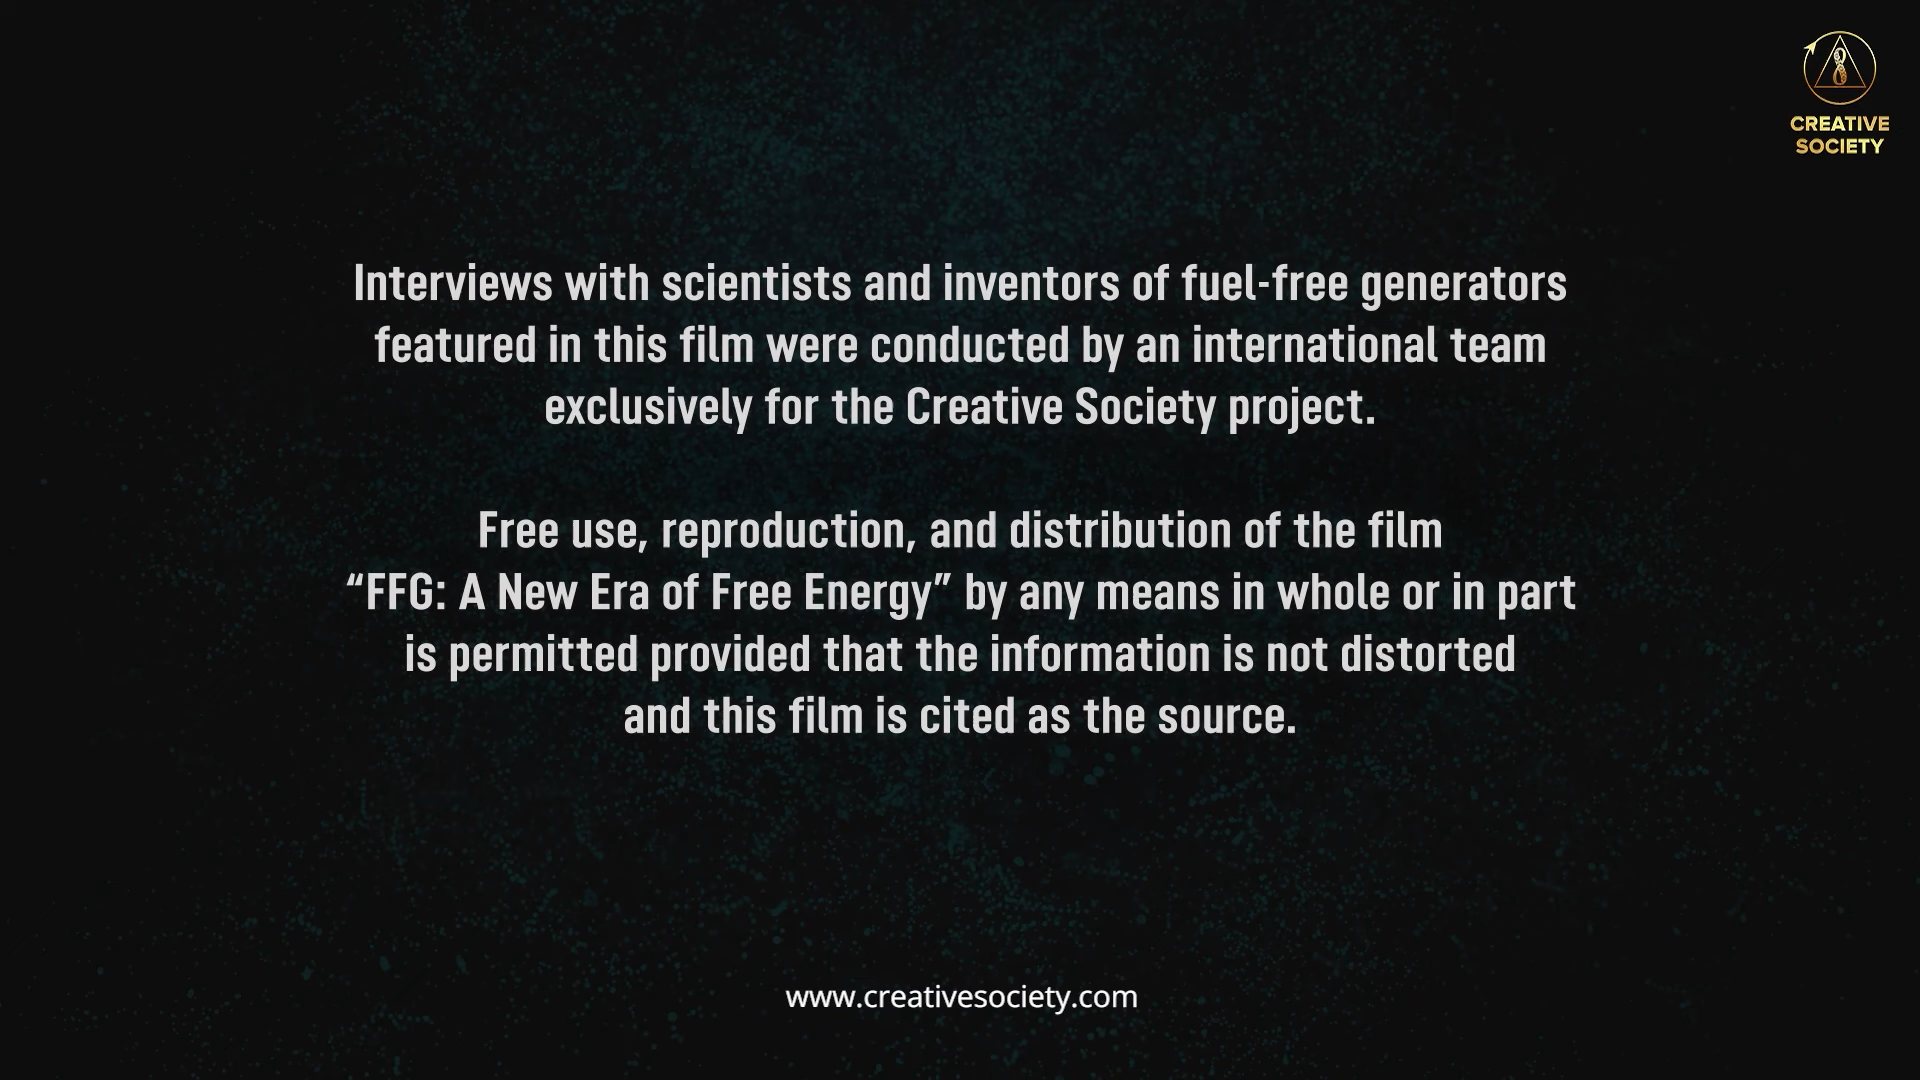 CREATIVE
SOCIETY
Interviews with scientists and inventors of fuel-free generators
featured in this film were conducted by an international team
exclusively for the Creative Society project.
Free use, reproduction, and distribution of the film
“FFG: A New Era of Free Energy” by any means in whole or in part
is permitted provided that the information is not distorted
and this film is cited as the source.
www.creativesociety.com